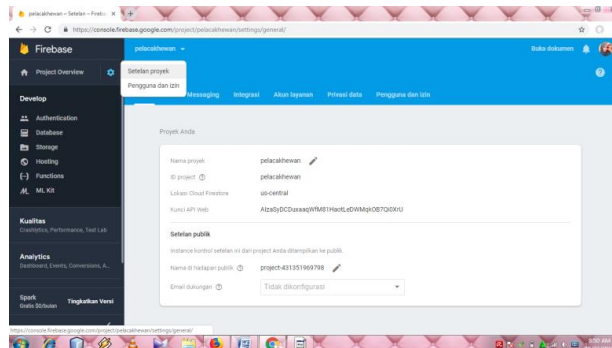 pelacakhewan – Setelan – Fireb
https://console.firebase.google.com/project/pelacakhewan/settings/general/
Firebase
pelacakhewan
Buka dokumen
Project Overview
Setelan proyek
Pengguna dan izin
Messaging
Integrasi
Akun layanan
Privasi data
Pengguna dan izin
Develop
Authentication
Database
Storage
Hosting
Functions
ML Kit
Kualitas
Crashlytics, Performance, Test Lab
Analytics
Dashboard, Events, Conversions, A...
Spark
Gratis $0/bulan
Tingkatkan Versi
Proyek Anda
Nama proyek
pelacakhewan
ID project
pelacakhewan
Lokasi Cloud Firestore
us-central
Kunci API Web
Setelan publik
Instance kontrol setelan ini dari project Anda ditampilkan ke publik
Nama di hadapan publik
project-431351969798
Email dukungan
Tidak dikonfigurasi
https://console.firebase.google.com/project/pelacakhewan/settings/general/